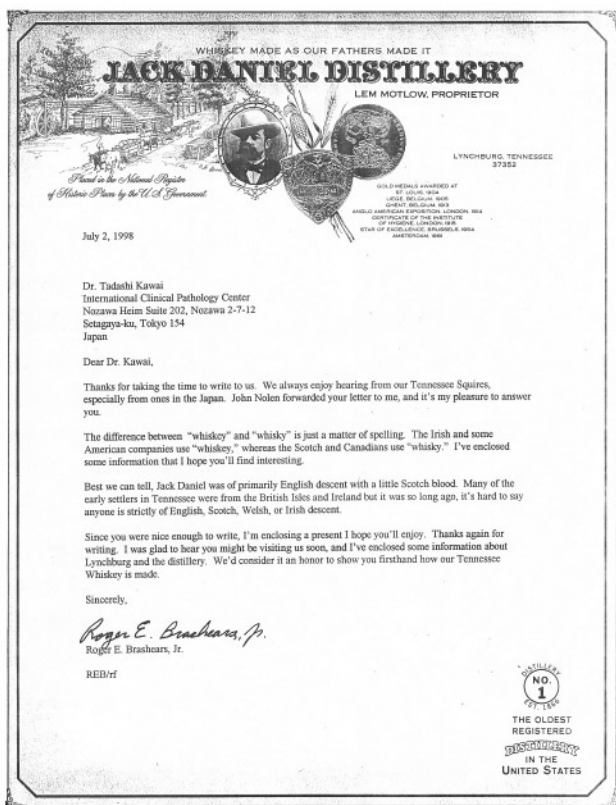 WHISKEY MADE AS OUR FATHERS MADE IT
JACK DANIEL DISTILLERY
LEM MOTLOW, PROPRIETOR
LYNCHBURG, TENNESSEE
37352
Placed in the National Register
of Historic Places by the U.S. Government.
GOLD MEDALS AWARDED AT
ST. LOUIS, 1904
LIEGE, BELGIUM, 1905
GHENT, BELGIUM, 1913
ANGLO AMERICAN EXPOSITION, LONDON, 1914
CERTIFICATE OF THE INSTITUTE
OF HYGIENE, LONDON, 1915
STAR OF EXCELLENCE, BRUSSELS, 1954
AMSTERDAM, 1981
July 2, 1998
Dr. Tadashi Kawai
International Clinical Pathology Center
Nozawa Heim Suite 202, Nozawa 2-7-12
Setagaya-ku, Tokyo 154
Japan
Dear Dr. Kawai,
Thanks for taking the time to write to us. We always enjoy hearing from our Tennessee Squires,
especially from ones in the Japan. John Nolen forwarded your letter to me, and it's my pleasure to answer
you.
The difference between "whiskey" and "whisky" is just a matter of spelling. The Irish and some
American companies use "whiskey," whereas the Scotch and Canadians use "whisky." I've enclosed
some information that I hope you'll find interesting.
Best we can tell, Jack Daniel was of primarily English descent with a little Scotch blood. Many of the
early settlers in Tennessee were from the British Isles and Ireland but it was so long ago, it's hard to say
anyone is strictly of English, Scotch, Welsh, or Irish descent.
Since you were nice enough to write, I'm enclosing a present I hope you'll enjoy. Thanks again for
writing. I was glad to hear you might be visiting us soon, and I've enclosed some information about
Lynchburg and the distillery. We'd consider it an honor to show you firsthand how our Tennessee
Whiskey is made.
Sincerely,
Roger E. Brashears, Jr.
Roger E. Brashears, Jr.
REB/rf
DISTILLERY
NO.
1
EST. 1866
THE OLDEST
REGISTERED
DISTILLERY
IN THE
UNITED STATES